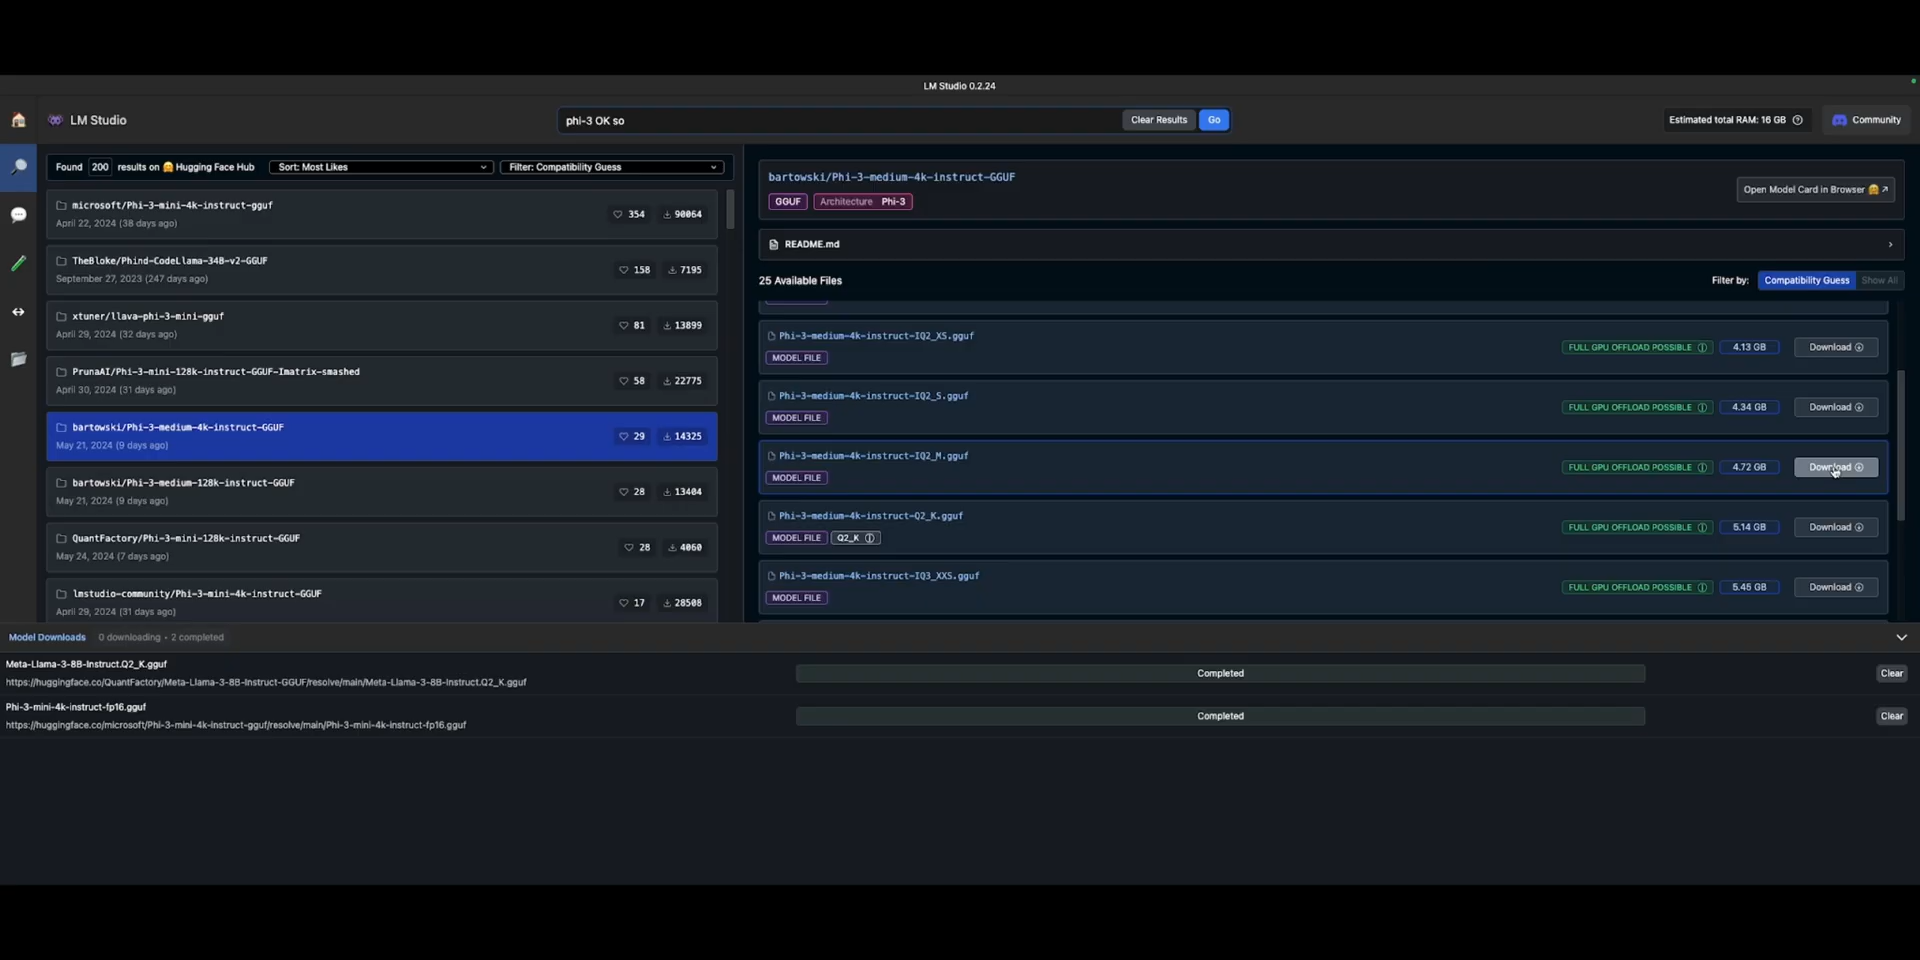 LM Studio 0.2.24
LM Studio
phi-3 OK so
Clear Results
Go
Estimated total RAM: 16 GB
Community
Found 200 results on 🤗 Hugging Face Hub
Sort: Most Likes
Filter: Compatibility Guess
microsoft/Phi-3-mini-4k-instruct-gguf
April 22, 2024 (38 days ago)
354
90064
TheBloke/Phind-CodeLlama-34B-v2-GGUF
September 27, 2023 (247 days ago)
158
7195
xtuner/llava-phi-3-mini-gguf
April 29, 2024 (32 days ago)
81
13899
PrunaAI/Phi-3-mini-128k-instruct-GGUF-Imatrix-smashed
April 30, 2024 (31 days ago)
58
22775
bartowski/Phi-3-medium-4k-instruct-GGUF
May 21, 2024 (9 days ago)
29
14325
bartowski/Phi-3-medium-128k-instruct-GGUF
May 21, 2024 (9 days ago)
28
13404
QuantFactory/Phi-3-mini-128k-instruct-GGUF
May 24, 2024 (7 days ago)
28
4060
lmstudio-community/Phi-3-mini-4k-instruct-GGUF
April 29, 2024 (31 days ago)
17
28508
bartowski/Phi-3-medium-4k-instruct-GGUF
GGUF
Architecture Phi-3
Open Model Card in Browser 🤗 ↗
README.md
25 Available Files
Filter by:
Compatibility Guess
Show All
Phi-3-medium-4k-instruct-IQ2_XS.gguf
MODEL FILE
FULL GPU OFFLOAD POSSIBLE
4.13 GB
Download
Phi-3-medium-4k-instruct-IQ2_S.gguf
MODEL FILE
FULL GPU OFFLOAD POSSIBLE
4.34 GB
Download
Phi-3-medium-4k-instruct-IQ2_M.gguf
MODEL FILE
FULL GPU OFFLOAD POSSIBLE
4.72 GB
Download
Phi-3-medium-4k-instruct-Q2_K.gguf
MODEL FILE
Q2_K
FULL GPU OFFLOAD POSSIBLE
5.14 GB
Download
Phi-3-medium-4k-instruct-IQ3_XXS.gguf
MODEL FILE
FULL GPU OFFLOAD POSSIBLE
5.45 GB
Download
Model Downloads
0 downloading • 2 completed
Meta-Llama-3-8B-Instruct.Q2_K.gguf
https://huggingface.co/QuantFactory/Meta-Llama-3-8B-Instruct-GGUF/resolve/main/Meta-Llama-3-8B-Instruct.Q2_K.gguf
Completed
Clear
Phi-3-mini-4k-instruct-fp16.gguf
https://huggingface.co/microsoft/Phi-3-mini-4k-instruct-gguf/resolve/main/Phi-3-mini-4k-instruct-fp16.gguf
Completed
Clear